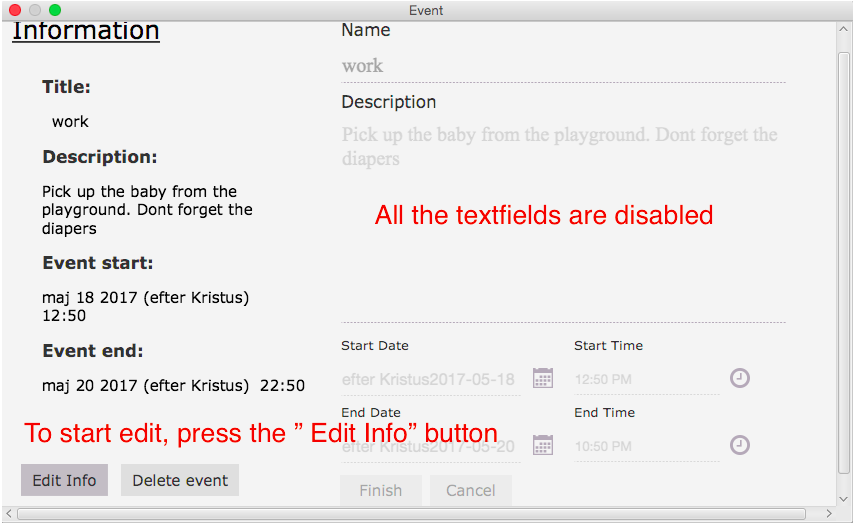 Event
Information
Title:
work
Description:
Pick up the baby from the
playground. Dont forget the
diapers
Event start:
maj 18 2017 (efter Kristus)
12:50
Event end:
maj 20 2017 (efter Kristus)  22:50
To start edit, press the ” Edit Info” button
Edit Info
Delete event
Name
work
Description
Pick up the baby from the playground. Dont forget the
diapers
All the textfields are disabled
Start Date
Start Time
efter Kristus2017-05-18
12:50 PM
End Date
End Time
efter Kristus2017-05-20
10:50 PM
Finish
Cancel